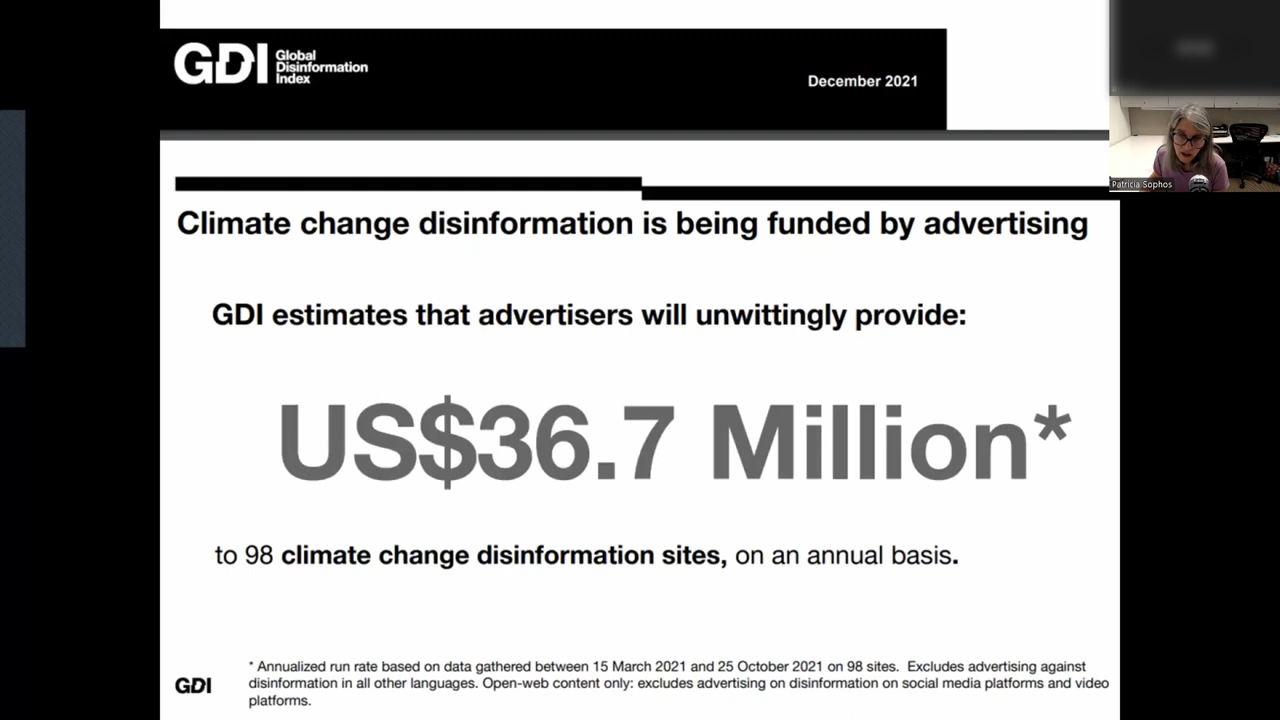 GDI Global
Disinformation
Index
December 2021
Patricia Sophos
Climate change disinformation is being funded by advertising
GDI estimates that advertisers will unwittingly provide:
US$36.7 Million*
to 98 climate change disinformation sites, on an annual basis.
* Annualized run rate based on data gathered between 15 March 2021 and 25 October 2021 on 98 sites. Excludes advertising against
disinformation in all other languages. Open-web content only: excludes advertising on disinformation on social media platforms and video
platforms.
GDI